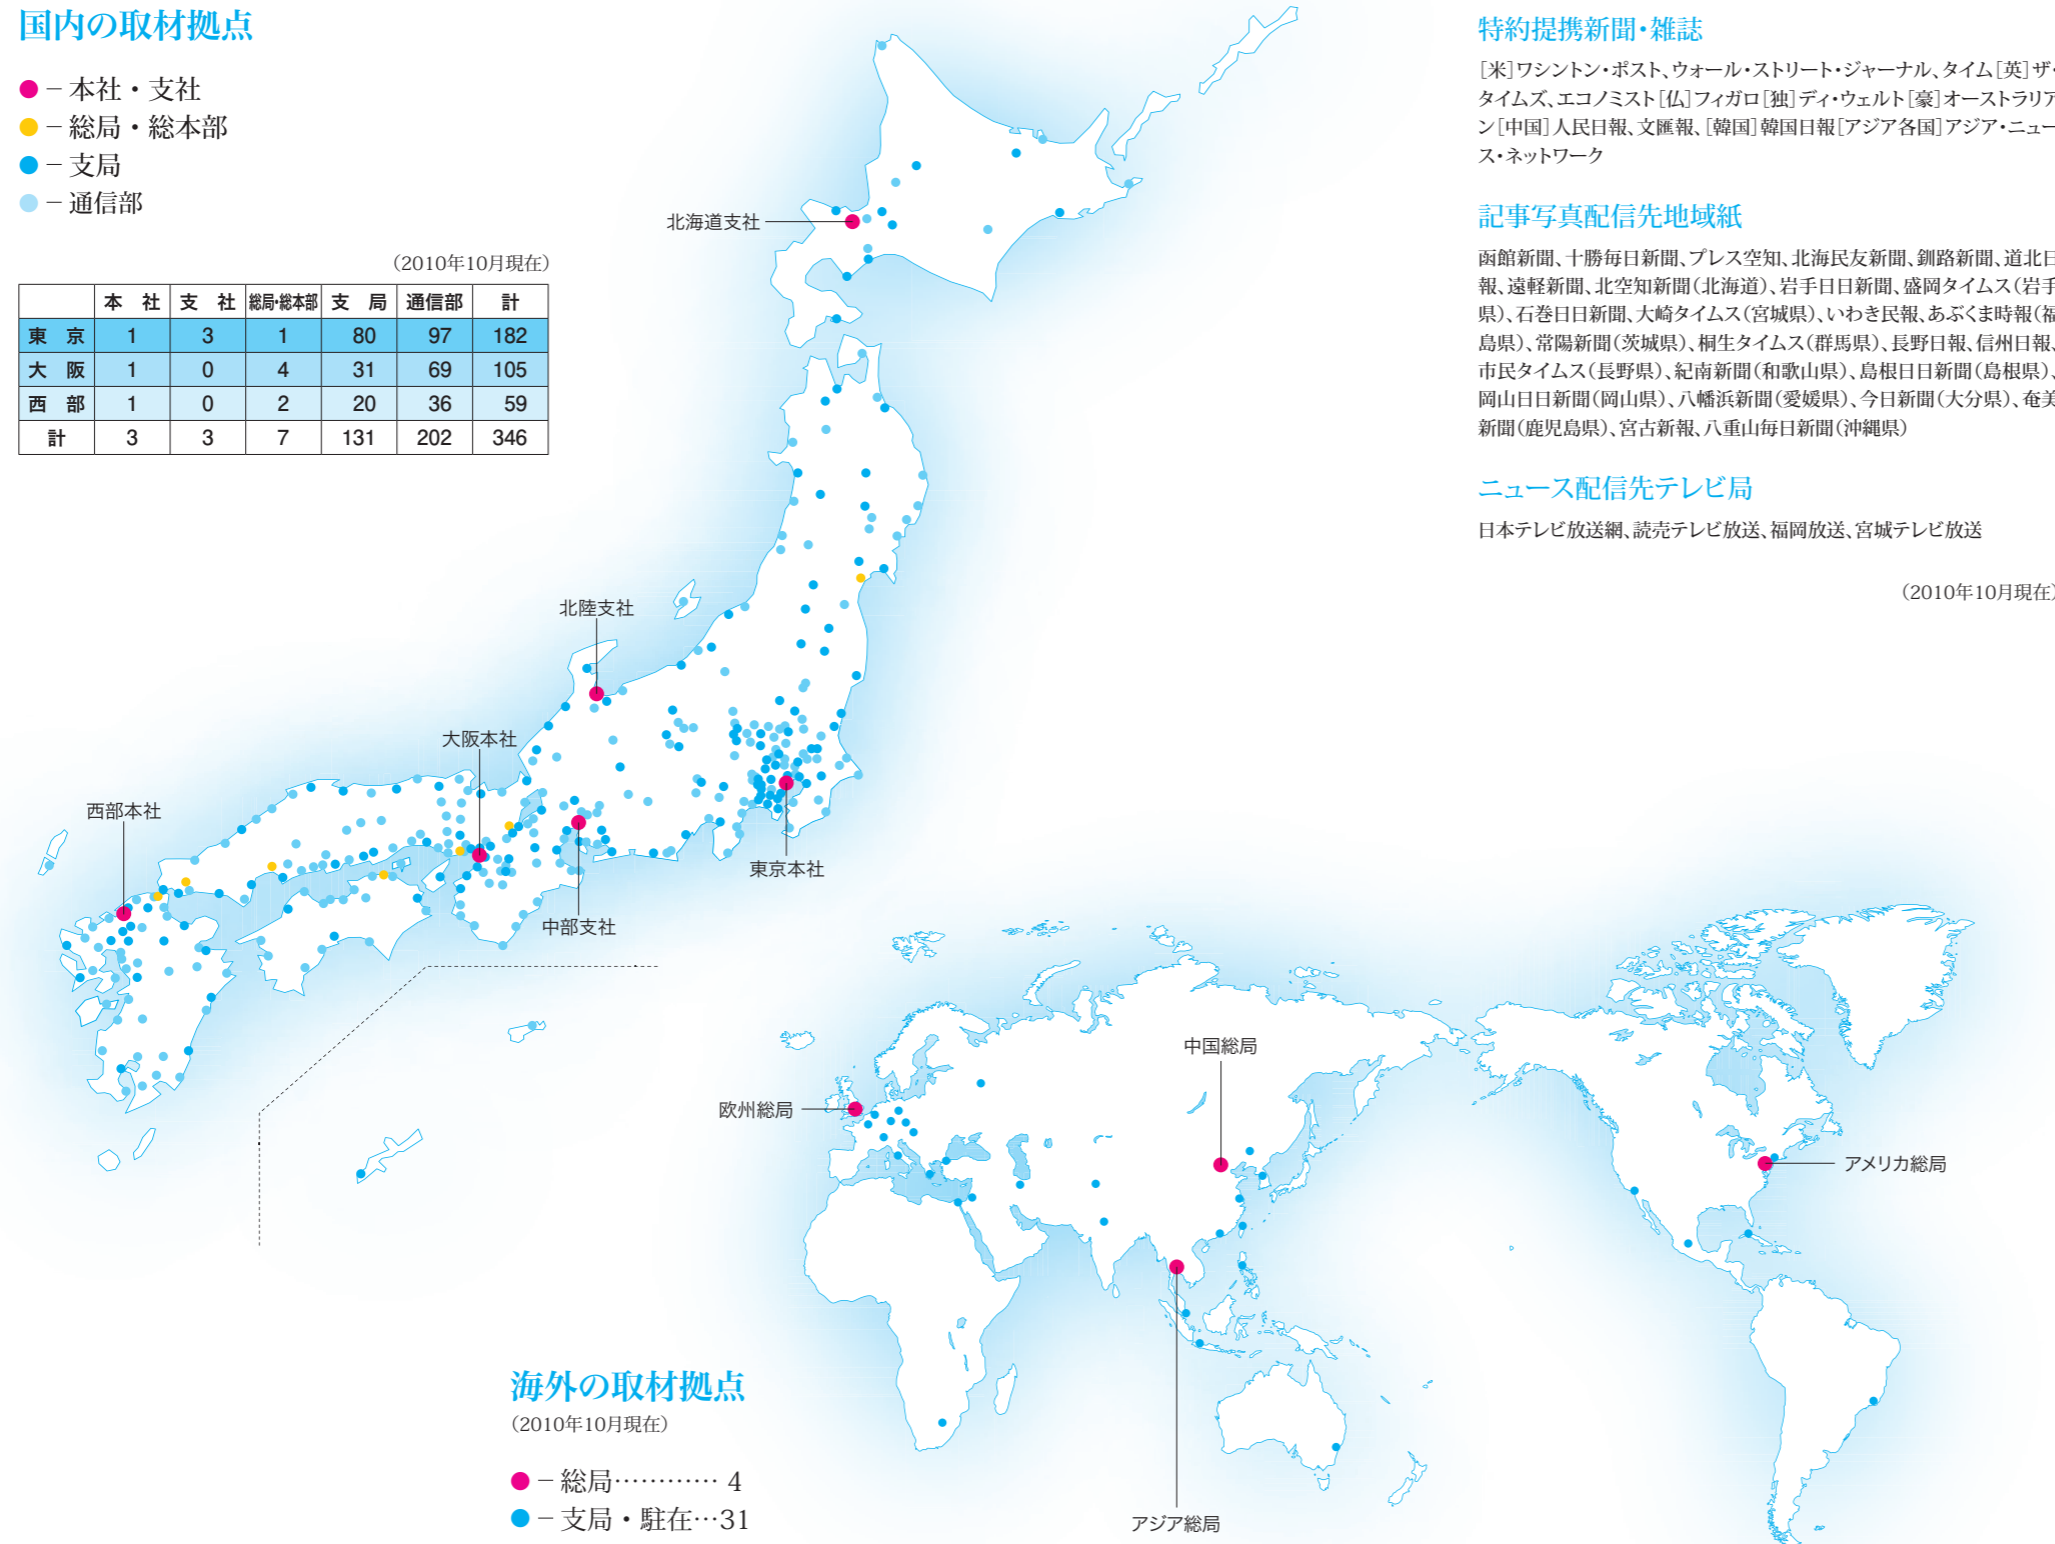 国内の取材拠点
● − 本社・支社
● − 総局・総本部
● − 支局
● − 通信部
（2010年10月現在）
本　社 支　社 総局・総本部 支　局 通信部 計
東　京 1 3 1 80 97 182
大　阪 1 0 4 31 69 105
西　部 1 0 2 20 36 59
計 3 3 7 131 202 346
北海道支社
北陸支社
大阪本社
西部本社
東京本社
中部支社
特約提携新聞・雑誌
［米］ワシントン・ポスト、ウォール・ストリート・ジャーナル、タイム［英］ザ・
タイムズ、エコノミスト［仏］フィガロ［独］ディ・ウェルト［豪］オーストラリア
ン［中国］人民日報、文匯報、［韓国］韓国日報［アジア各国］アジア・ニュー
ス・ネットワーク
記事写真配信先地域紙
函館新聞、十勝毎日新聞、プレス空知、北海民友新聞、釧路新聞、道北日
報、遠軽新聞、北空知新聞（北海道）、岩手日日新聞、盛岡タイムス（岩手
県）、石巻日日新聞、大崎タイムス（宮城県）、いわき民報、あぶくま時報（福
島県）、常陽新聞（茨城県）、桐生タイムス（群馬県）、長野日報、信州日報、
市民タイムス（長野県）、紀南新聞（和歌山県）、島根日日新聞（島根県）、
岡山日日新聞（岡山県）、八幡浜新聞（愛媛県）、今日新聞（大分県）、奄美
新聞（鹿児島県）、宮古新報、八重山毎日新聞（沖縄県）
ニュース配信先テレビ局
日本テレビ放送網、読売テレビ放送、福岡放送、宮城テレビ放送
（2010年10月現在）
中国総局
欧州総局
アメリカ総局
アジア総局
海外の取材拠点
（2010年10月現在）
● − 総局………… 4
● − 支局・駐在…31